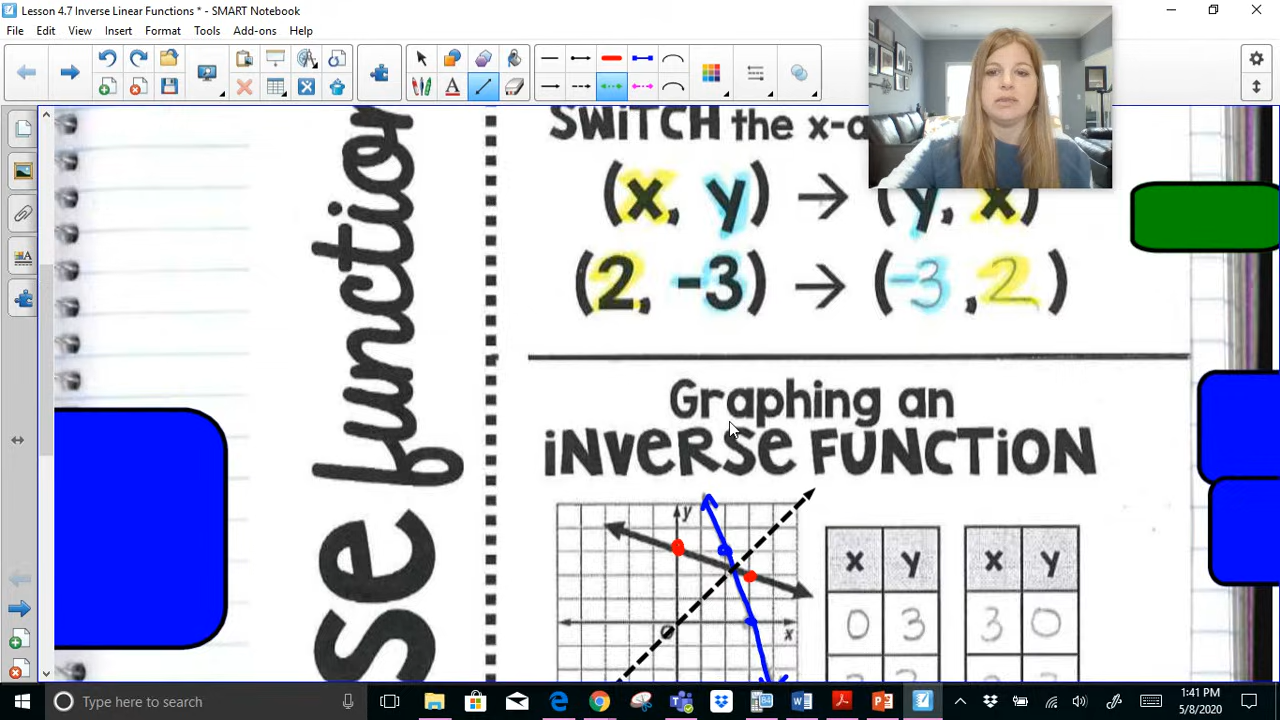 Lesson 4.7 Inverse Linear Functions * - SMART Notebook
File Edit View Insert Format Tools Add-ons Help
SWiTCH the x-a
(x, y) → (y, x)
(2, -3) → (-3, 2)
se function
Graphing an
iNVeRSe FUNCTiON
y
x
O
x y
0 3
x y
3 0
Type here to search
1:41 PM
5/8/2020